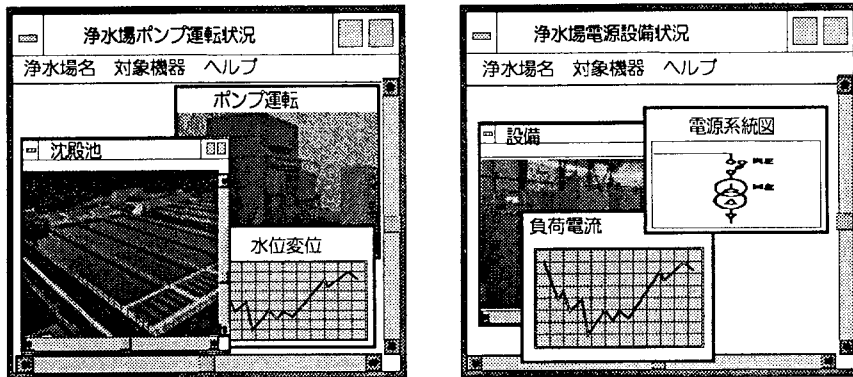 浄水場ポンプ運転状況
浄水場名 対象機器 ヘルプ
ポンプ運転
沈殿池
水位変位
浄水場電源設備状況
浄水場名 対象機器 ヘルプ
電源系統図
設備
負荷電流